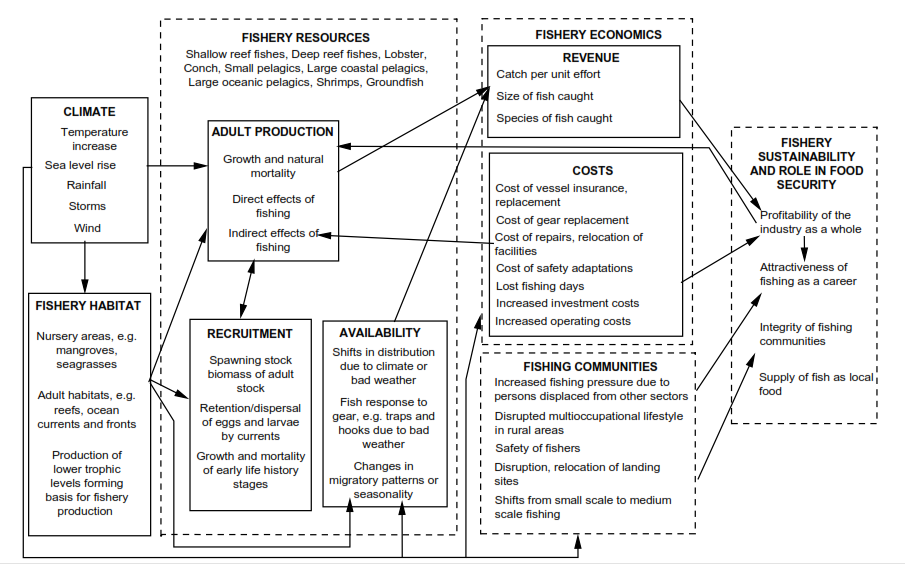 FISHERY RESOURCES
Shallow reef fishes, Deep reef fishes, Lobster,
Conch, Small pelagics, Large coastal pelagics,
Large oceanic pelagics, Shrimps, Groundfish
CLIMATE
Temperature
increase
Sea level rise
Rainfall
Storms
Wind
FISHERY HABITAT
Nursery areas, e.g.
mangroves,
seagrasses
Adult habitats, e.g.
reefs, ocean
currents and fronts
Production of
lower trophic
levels forming
basis for fishery
production
ADULT PRODUCTION
Growth and natural
mortality
Direct effects of
fishing
Indirect effects of
fishing
RECRUITMENT
Spawning stock
biomass of adult
stock
Retention/dispersal
of eggs and larvae
by currents
Growth and mortality
of early life history
stages
AVAILABILITY
Shifts in distribution
due to climate or
bad weather
Fish response to
gear, e.g. traps and
hooks due to bad
weather
Changes in
migratory patterns or
seasonality
FISHERY ECONOMICS
REVENUE
Catch per unit effort
Size of fish caught
Species of fish caught
COSTS
Cost of vessel insurance,
replacement
Cost of gear replacement
Cost of repairs, relocation of
facilities
Cost of safety adaptations
Lost fishing days
Increased investment costs
Increased operating costs
FISHING COMMUNITIES
Increased fishing pressure due to
persons displaced from other sectors
Disrupted multioccupational lifestyle
in rural areas
Safety of fishers
Disruption, relocation of landing
sites
Shifts from small scale to medium
scale fishing
FISHERY
SUSTAINABILITY
AND ROLE IN FOOD
SECURITY
Profitability of the
industry as a whole
Attractiveness of
fishing as a career
Integrity of fishing
communities
Supply of fish as local
food